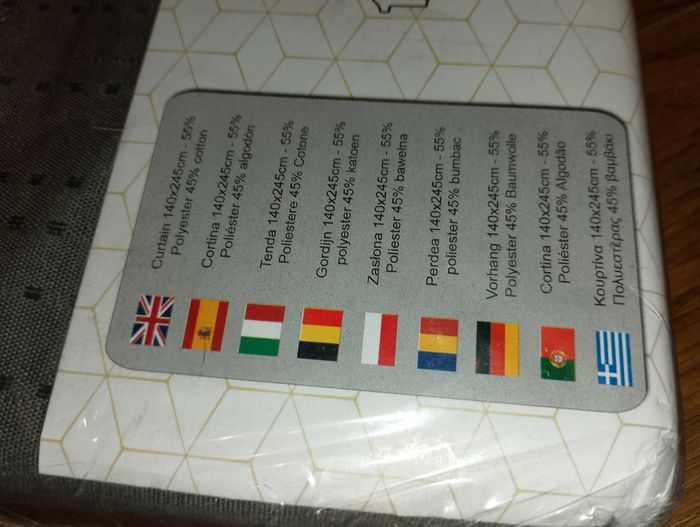 Curtain 140x245cm - 55%
Polyester 45% cotton
Cortina 140x245cm - 55%
Poliéster 45% algodón
Tenda 140x245cm - 55%
Poliestere 45% Cotone
Gordijn 140x245cm - 55%
polyester 45% katoen
Zasłona 140x245cm - 55%
Poliester 45% bawełna
Perdea 140x245cm - 55%
poliester 45% bumbac
Vorhang 140x245cm - 55%
Polyester 45% Baumwolle
Cortina 140x245cm - 55%
Poliéster 45% Algodão
Κουρτίνα 140x245cm - 55%
Πολυεστέρας 45% βαμβάκι